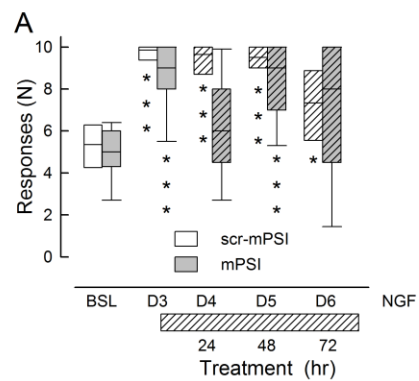 A
Responses (N)
10
8
6
4
2
0
* * * * * * * * * * * * * * * *
scr-mPSI
mPSI
BSL D3 D4 D5 D6 NGF
24 48 72
Treatment (hr)